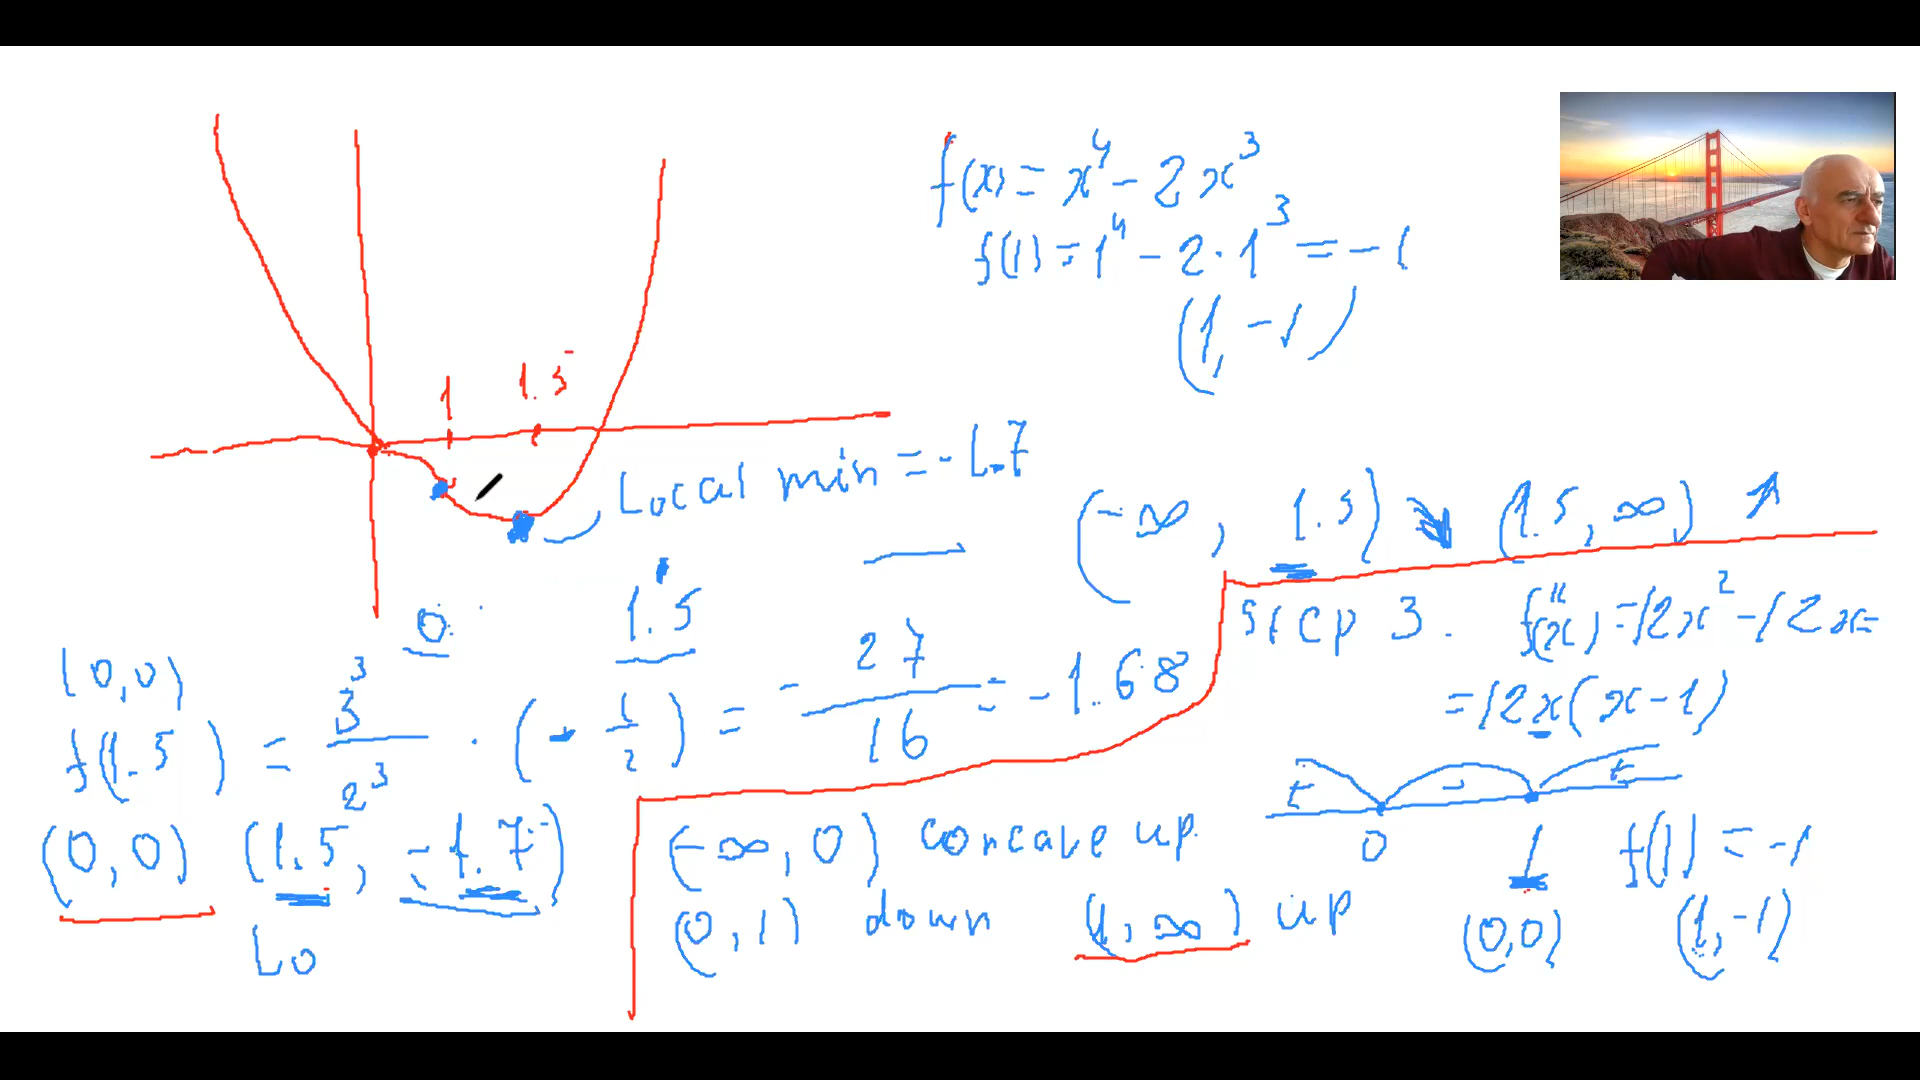 f(x) = x⁴ - 2x³
f(1) = 1⁴ - 2 · 1³ = -1
(1, -1)
1 1.5
Local min = -1.7
(-∞, 1.5) ↘ (1.5, ∞) ↗
0 1.5
step 3. f''(x) = 12x² - 12x =
= 12x(x - 1)
(0,0)
f(1.5) = 3³/2³ · (-1/2) = -27/16 = -1.68
+ - +
0 1
(0, 0) (1.5, -1.7)
Lo
(-∞, 0) concave up
(0, 1) down (1, ∞) up
f(1) = -1
(0,0) (1, -1)